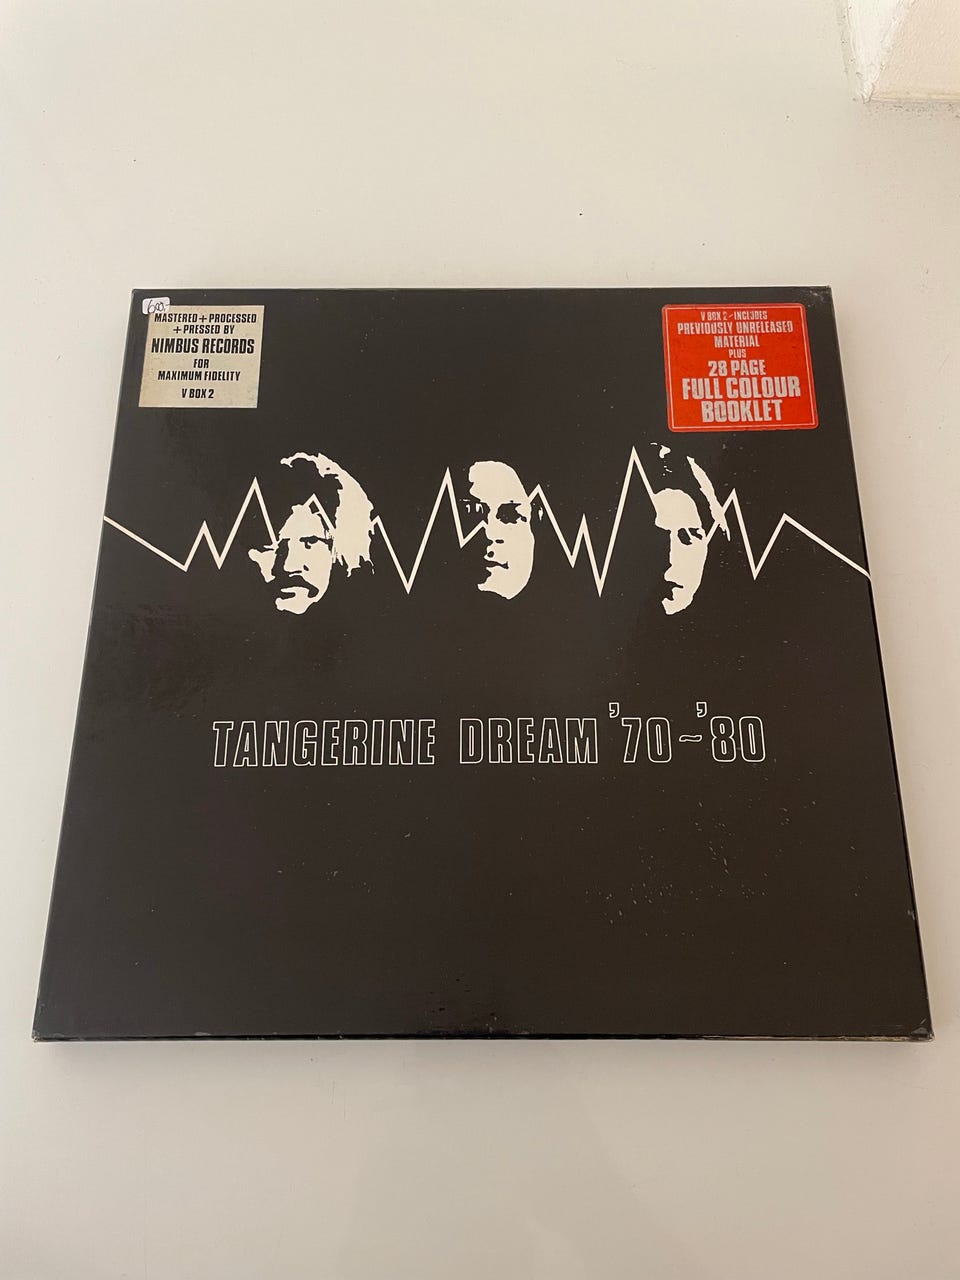 600,-
MASTERED + PROCESSED
+ PRESSED BY
NIMBUS RECORDS
FOR
MAXIMUM FIDELITY
V BOX 2
V BOX 2 - INCLUDES
PREVIOUSLY UNRELEASED
MATERIAL
PLUS
28 PAGE
FULL COLOUR
BOOKLET
TANGERINE DREAM '70~'80